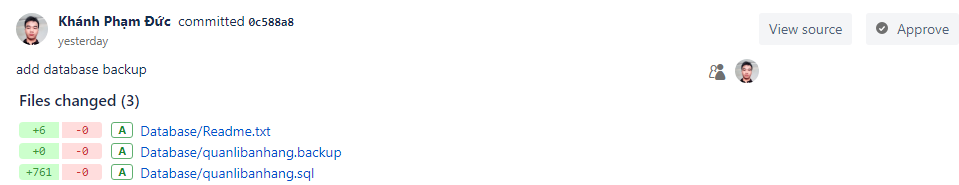 Khánh Phạm Đức committed 0c588a8
yesterday
View source
Approve
add database backup
Files changed (3)
+6 -0 A Database/Readme.txt
+0 -0 A Database/quanlibanhang.backup
+761 -0 A Database/quanlibanhang.sql